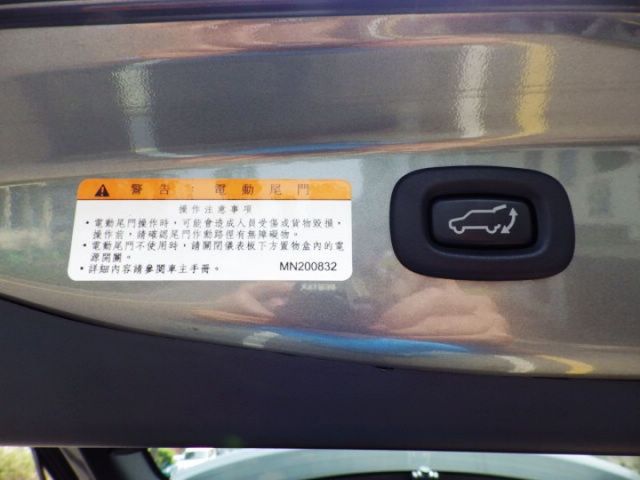 警告：電動尾門
操作注意事項
•電動尾門操作時，可能會造成人員受傷或貨物毀損，
操作前，請確認尾門作動路徑有無障礙物。
•電動尾門不使用時，請關閉儀表板下方置物盒內的電
源開關。
•詳細內容請參閱車主手冊。 MN200832